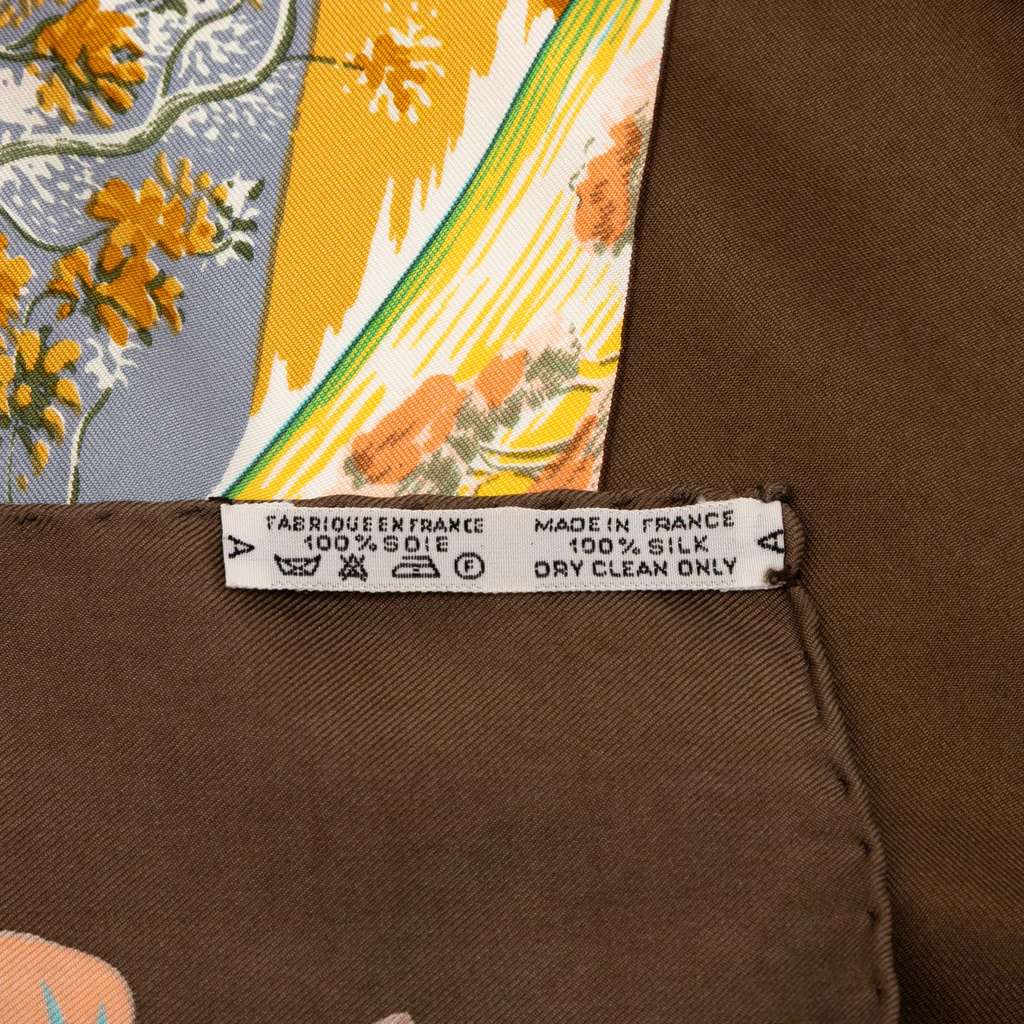 FABRIQUE EN FRANCE
100% SOIE
F
MADE IN FRANCE
100% SILK
DRY CLEAN ONLY
A
A